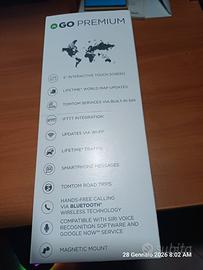 GO PREMIUM
6" INTERACTIVE TOUCH SCREEN
LIFETIME* WORLD MAP UPDATES
TOMTOM SERVICES VIA BUILT-IN SIM
IFTTT INTEGRATION
UPDATES VIA WI-FI®
LIFETIME* TRAFFIC
SMARTPHONE MESSAGES
TOMTOM ROAD TRIPS
HANDS-FREE CALLING
VIA BLUETOOTH®
WIRELESS TECHNOLOGY
COMPATIBLE WITH SIRI VOICE
RECOGNITION SOFTWARE AND
GOOGLE NOW™ SERVICE
MAGNETIC MOUNT
28 Gennaio 2026 8:02 AM
subito